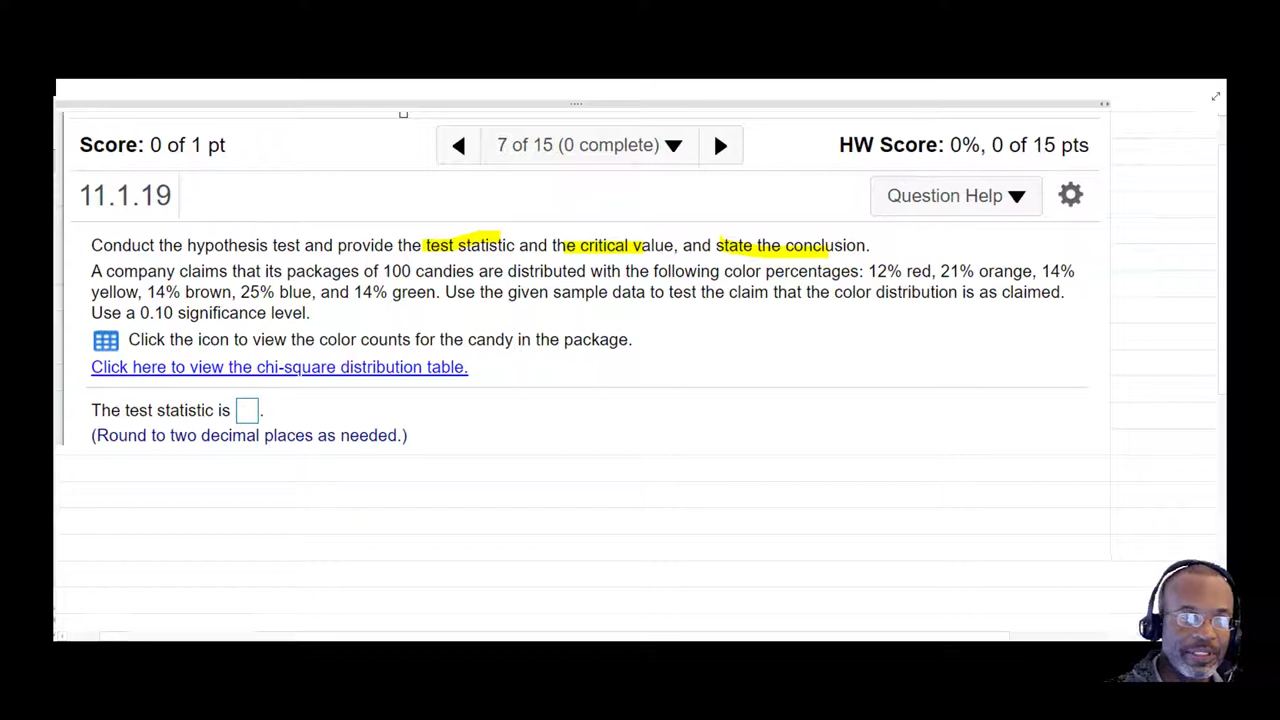 Score: 0 of 1 pt
7 of 15 (0 complete)
HW Score: 0%, 0 of 15 pts
11.1.19
Question Help
Conduct the hypothesis test and provide the test statistic and the critical value, and state the conclusion.
A company claims that its packages of 100 candies are distributed with the following color percentages: 12% red, 21% orange, 14%
yellow, 14% brown, 25% blue, and 14% green. Use the given sample data to test the claim that the color distribution is as claimed.
Use a 0.10 significance level.
Click the icon to view the color counts for the candy in the package.
Click here to view the chi-square distribution table.
The test statistic is .
(Round to two decimal places as needed.)